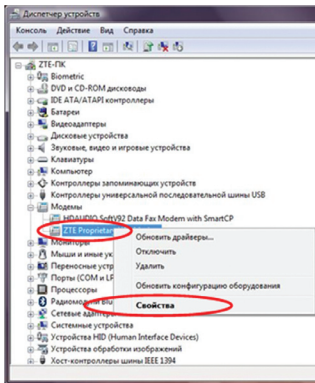 Диспетчер устройств
Консоль Действие Вид Справка
ZTE-ПК
Biometric
DVD и CD-ROM дисководы
IDE ATA/ATAPI контроллеры
Батареи
Видеоадаптеры
Дисковые устройства
Звуковые, видео и игровые устройства
Клавиатуры
Компьютер
Контроллеры запоминающих устройств
Контроллеры универсальной последовательной шины USB
Модемы
HDAUDIO SoftV92 Data Fax Modem with SmartCP
ZTE Proprietar
Мониторы
Мыши и иные ук
Переносные устр
Порты (COM и LP
Процессоры
Радиомодули Blu
Сетевые адаптеры
Системные устройства
Устройства HID (Human Interface Devices)
Устройства обработки изображений
Хост-контроллеры шины IEEE 1394
Обновить драйверы...
Отключить
Удалить
Обновить конфигурацию оборудования
Свойства